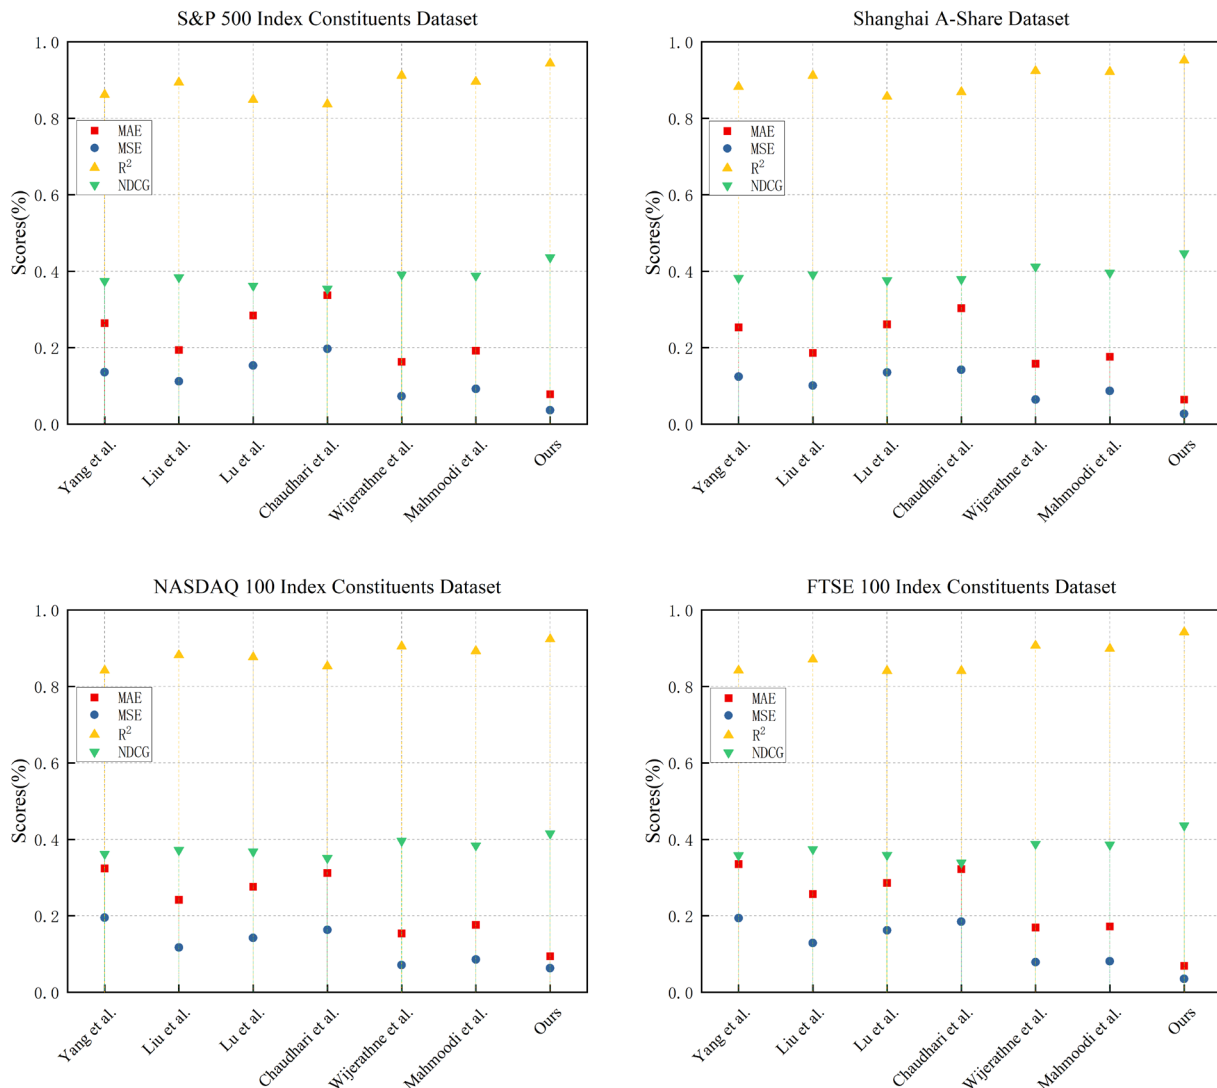 S&P 500 Index Constituents Dataset
Scores(%)
1.0
0.8
0.6
0.4
0.2
0.0
MAE
MSE
R²
NDCG
Yang et al.
Liu et al.
Lu et al.
Chaudhari et al.
Wijerathne et al.
Mahmoodi et al.
Ours
Shanghai A-Share Dataset
Scores(%)
1.0
0.8
0.6
0.4
0.2
0.0
MAE
MSE
R²
NDCG
Yang et al.
Liu et al.
Lu et al.
Chaudhari et al.
Wijerathne et al.
Mahmoodi et al.
Ours
NASDAQ 100 Index Constituents Dataset
Scores(%)
1.0
0.8
0.6
0.4
0.2
0.0
MAE
MSE
R²
NDCG
Yang et al.
Liu et al.
Lu et al.
Chaudhari et al.
Wijerathne et al.
Mahmoodi et al.
Ours
FTSE 100 Index Constituents Dataset
Scores(%)
1.0
0.8
0.6
0.4
0.2
0.0
MAE
MSE
R²
NDCG
Yang et al.
Liu et al.
Lu et al.
Chaudhari et al.
Wijerathne et al.
Mahmoodi et al.
Ours